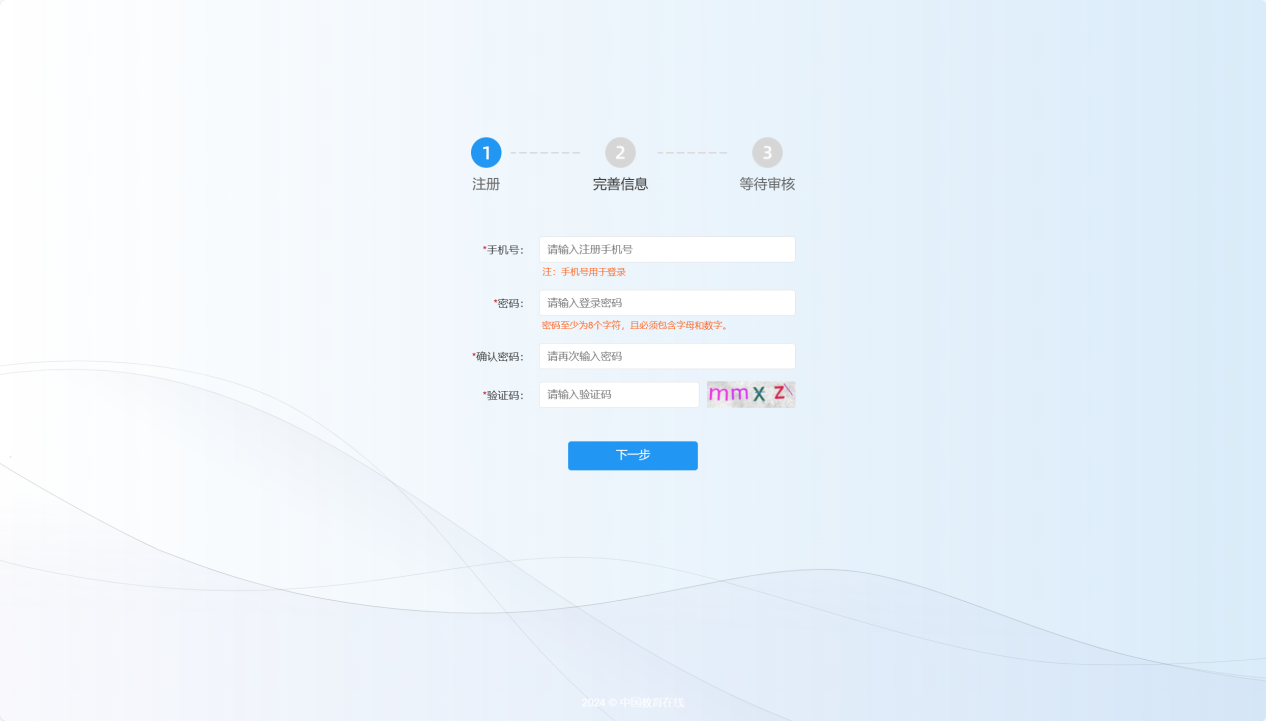 1 2 3
注册 完善信息 等待审核
*手机号： 请输入注册手机号
注：手机号用于登录
*密码： 请输入登录密码
密码至少为8个字符，且必须包含字母和数字。
*确认密码： 请再次输入密码
*验证码： 请输入验证码 mmxz
下一步
2024 © 中国教育在线